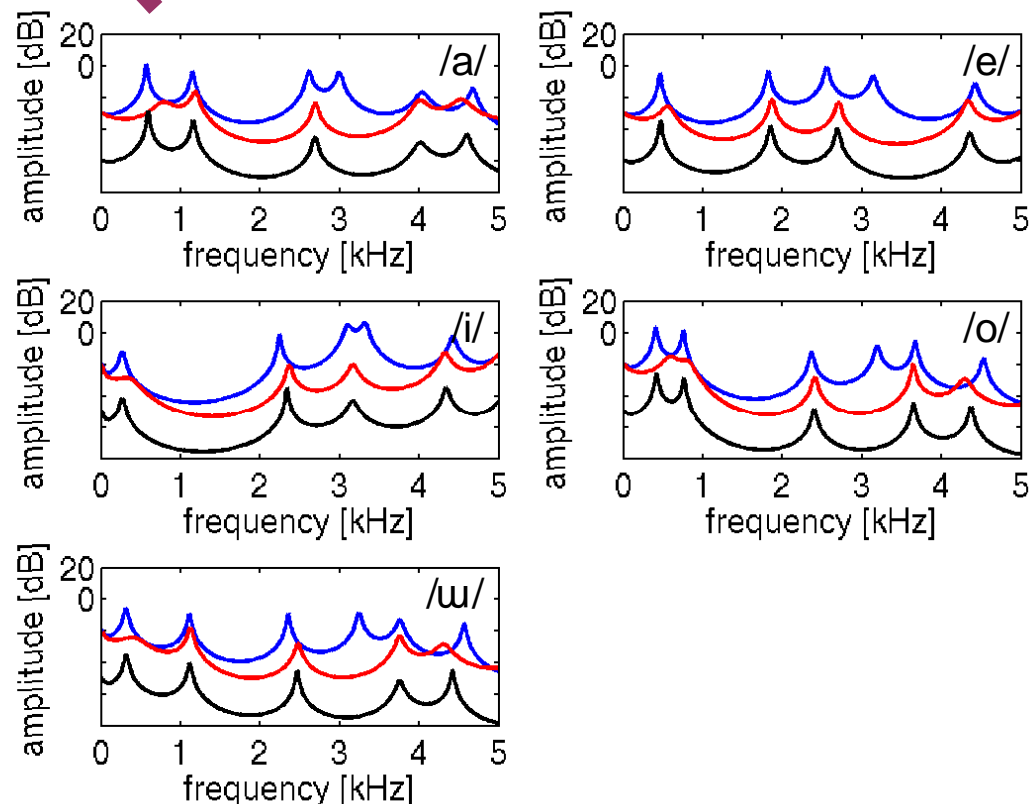 20
0
amplitude [dB]
/a/
0 1 2 3 4 5
frequency [kHz]
20
0
amplitude [dB]
/e/
0 1 2 3 4 5
frequency [kHz]
20
0
amplitude [dB]
/i/
0 1 2 3 4 5
frequency [kHz]
20
0
amplitude [dB]
/o/
0 1 2 3 4 5
frequency [kHz]
20
0
amplitude [dB]
/ɯ/
0 1 2 3 4 5
frequency [kHz]